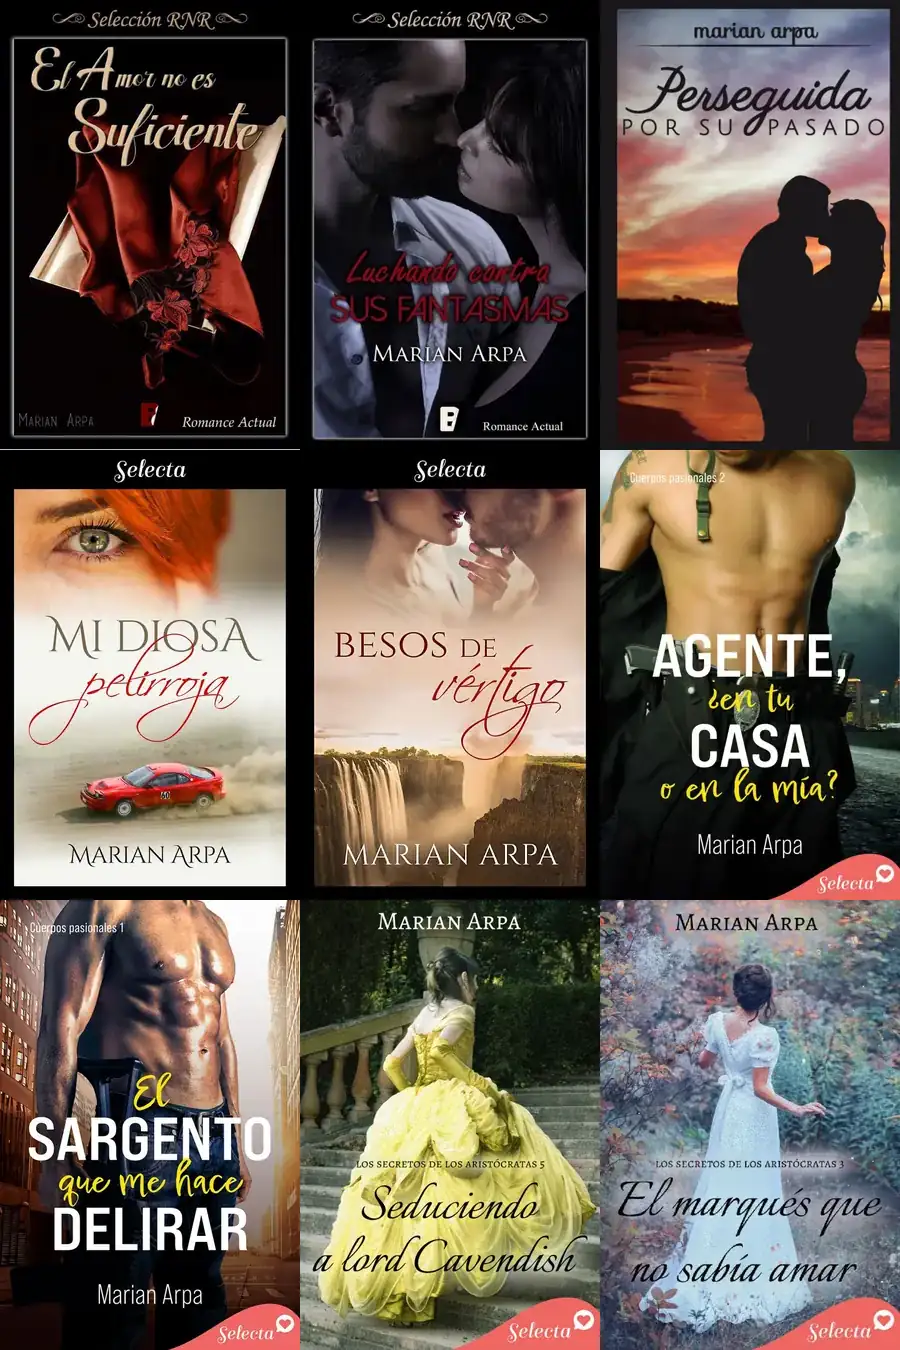 Selección RNR
El Amor no es
Suficiente
Marian Arpa
Romance Actual
Selección RNR
Luchando contra
SUS FANTASMAS
Marian Arpa
B
Romance Actual
marian arpa
Perseguida
POR SU PASADO
Selecta
MI DIOSA
pelirroja
60
MARIAN ARPA
Selecta
BESOS DE
vértigo
MARIAN ARPA
Cuerpos pasionales 2
AGENTE,
¿en tu
CASA
o en la mía?
Marian Arpa
Selecta
Cuerpos pasionales 1
El
SARGENTO
que me hace
DELIRAR
Marian Arpa
Selecta
Marian Arpa
LOS SECRETOS DE LOS ARISTÓCRATAS 5
Seduciendo
a lord Cavendish
Selecta
Marian Arpa
LOS SECRETOS DE LOS ARISTÓCRATAS 3
El marqués que
no sabía amar
Selecta